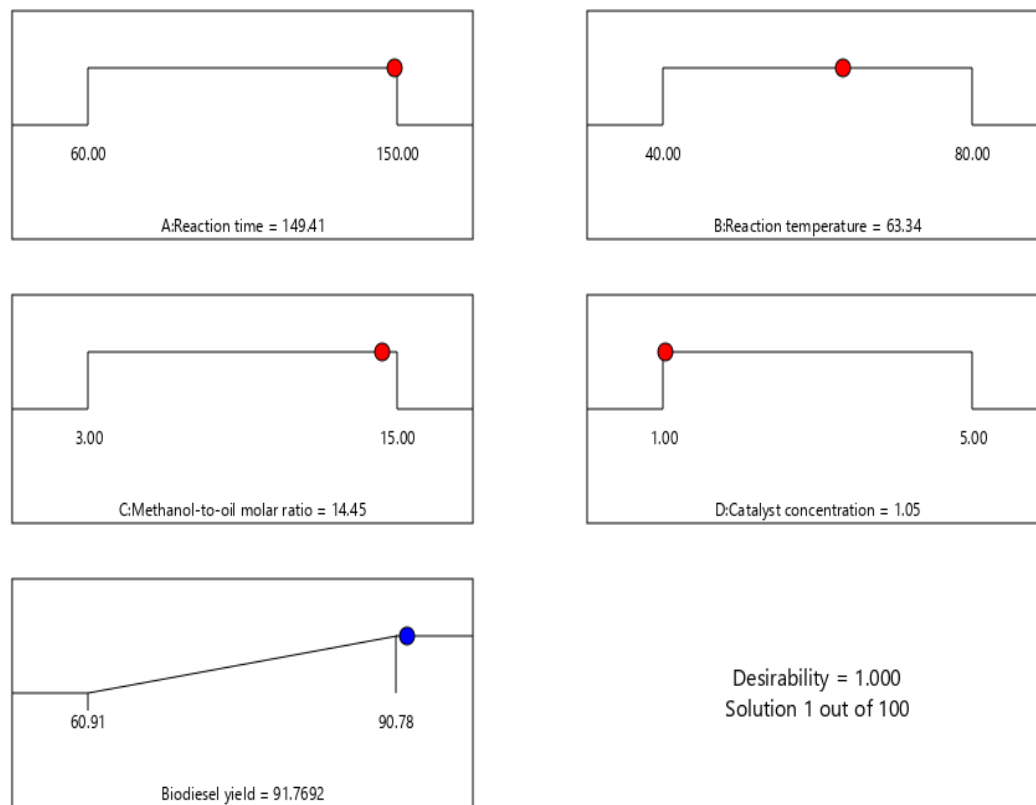 60.00
150.00
A:Reaction time = 149.41
40.00
80.00
B:Reaction temperature = 63.34
3.00
15.00
C:Methanol-to-oil molar ratio = 14.45
1.00
5.00
D:Catalyst concentration = 1.05
60.91
90.78
Biodiesel yield = 91.7692
Desirability = 1.000
Solution 1 out of 100